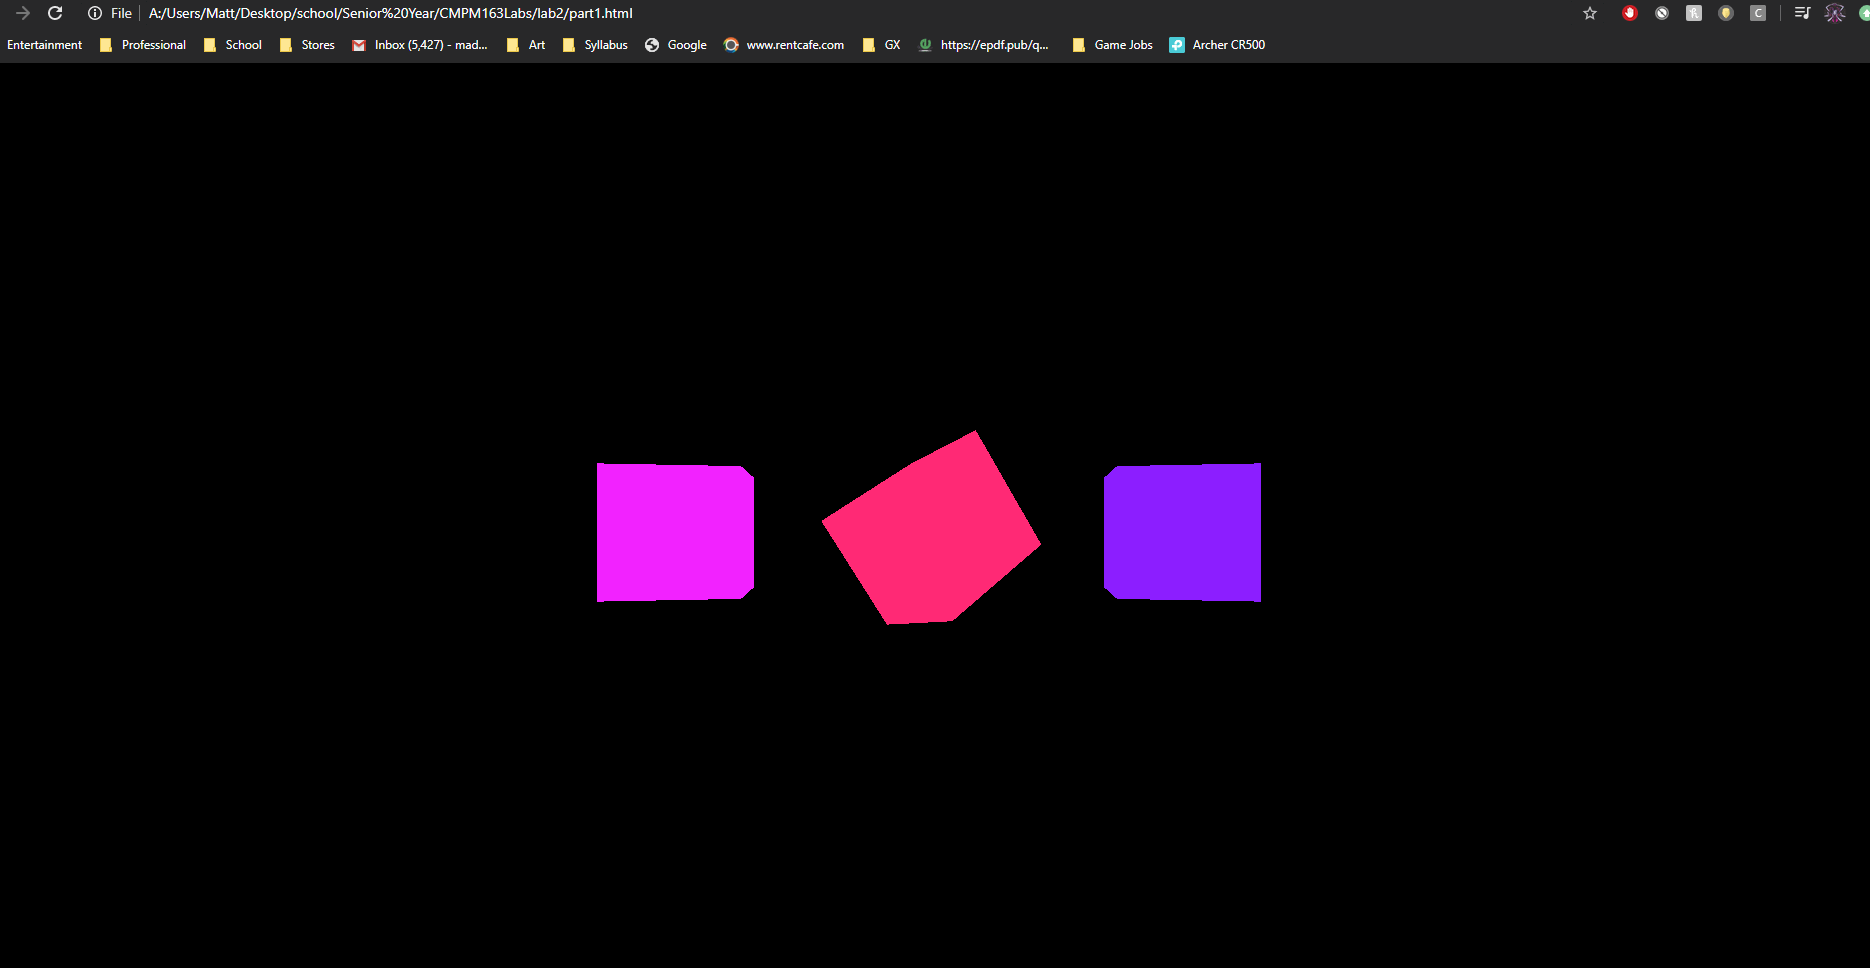 File A:/Users/Matt/Desktop/school/Senior%20Year/CMPM163Labs/lab2/part1.html C
Entertainment Professional School Stores Inbox (5,427) - mad... Art Syllabus Google www.rentcafe.com GX https://epdf.pub/q... Game Jobs Archer CR500